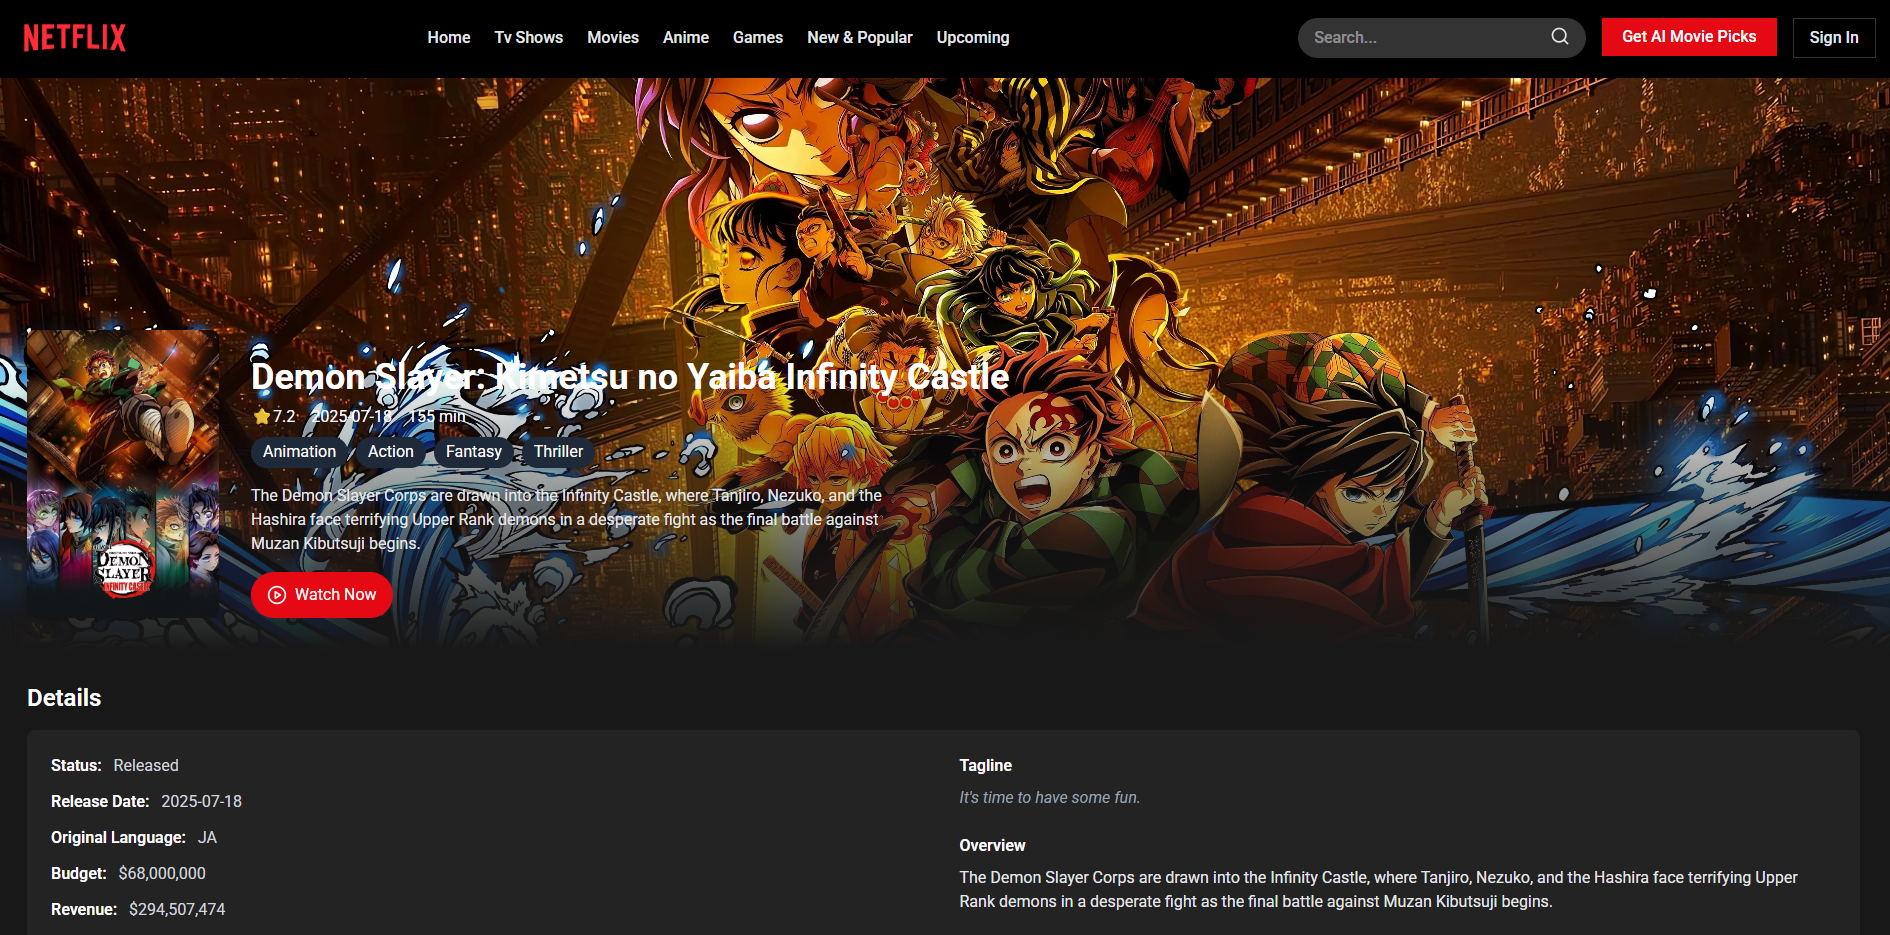 NETFLIX
Home Tv Shows Movies Anime Games New & Popular Upcoming
Search...
Get AI Movie Picks
Sign In
Demon Slayer: Kimetsu no Yaiba Infinity Castle
7.2 2025-07-18 155 min
Animation Action Fantasy Thriller
The Demon Slayer Corps are drawn into the Infinity Castle, where Tanjiro, Nezuko, and the
Hashira face terrifying Upper Rank demons in a desperate fight as the final battle against
Muzan Kibutsuji begins.
Watch Now
DEMON
SLAYER
INFINITY CASTLE
Details
Status: Released
Release Date: 2025-07-18
Original Language: JA
Budget: $68,000,000
Revenue: $294,507,474
Tagline
It's time to have some fun.
Overview
The Demon Slayer Corps are drawn into the Infinity Castle, where Tanjiro, Nezuko, and the Hashira face terrifying Upper
Rank demons in a desperate fight as the final battle against Muzan Kibutsuji begins.